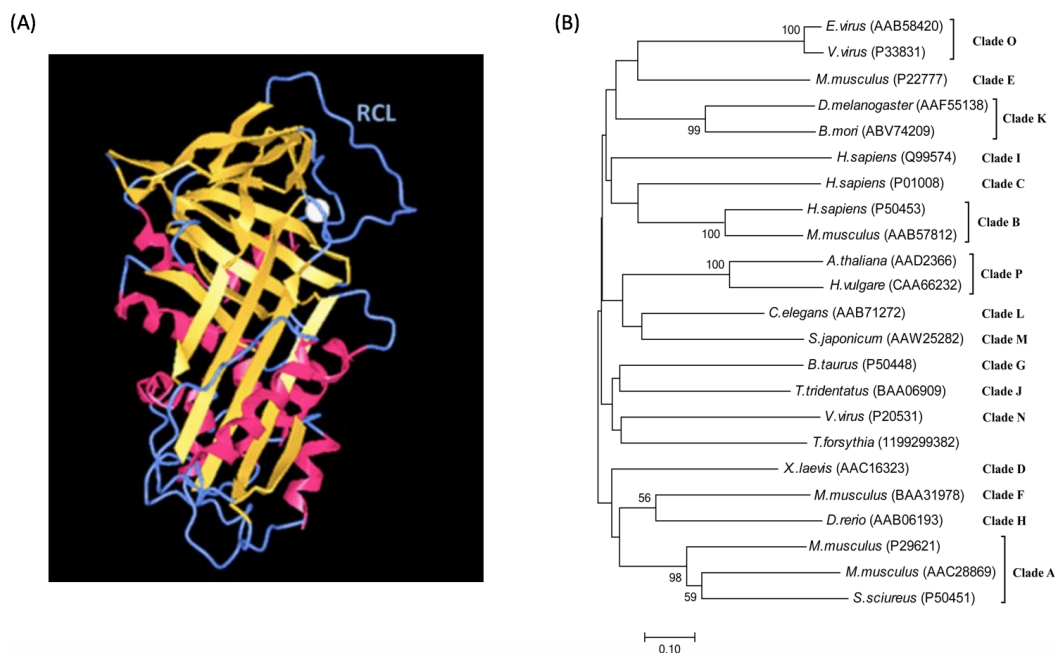 (A)
RCL
(B)
100
E.virus (AAB58420)
V.virus (P33831)
Clade O
M.musculus (P22777)
Clade E
D.melanogaster (AAF55138)
99
B.mori (ABV74209)
Clade K
H.sapiens (Q99574)
Clade I
H.sapiens (P01008)
Clade C
H.sapiens (P50453)
100
M.musculus (AAB57812)
Clade B
100
A.thaliana (AAD2366)
H.vulgare (CAA66232)
Clade P
C.elegans (AAB71272)
Clade L
S.japonicum (AAW25282)
Clade M
B.taurus (P50448)
Clade G
T.tridentatus (BAA06909)
Clade J
V.virus (P20531)
Clade N
T.forsythia (1199299382)
X.laevis (AAC16323)
Clade D
56
M.musculus (BAA31978)
Clade F
D.rerio (AAB06193)
Clade H
M.musculus (P29621)
98
M.musculus (AAC28869)
Clade A
59
S.sciureus (P50451)
0.10